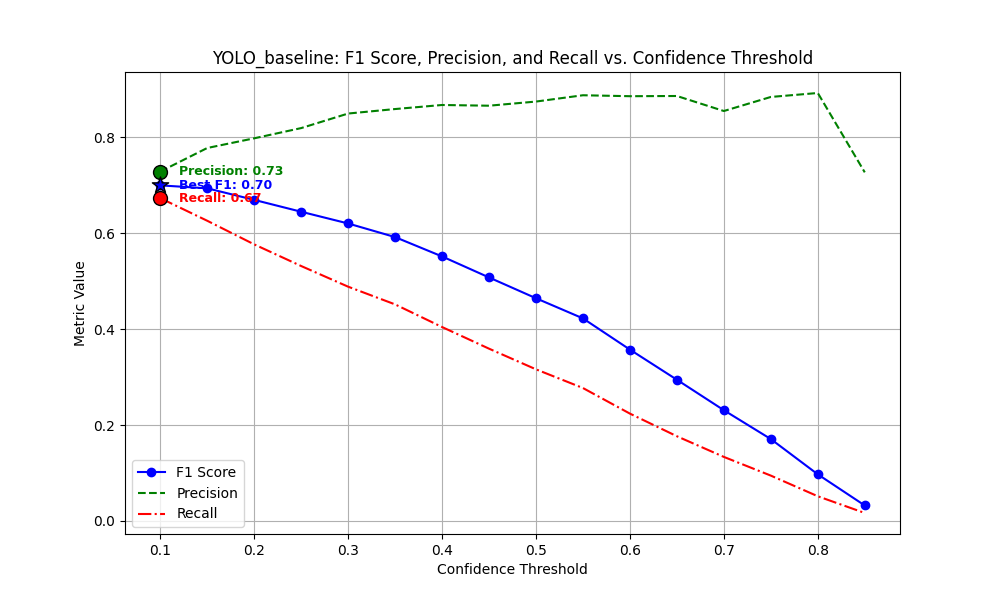 YOLO_baseline: F1 Score, Precision, and Recall vs. Confidence Threshold
Metric Value
0.8
0.6
0.4
0.2
0.0
Precision: 0.73
Best F1: 0.70
Recall: 0.67
F1 Score
Precision
Recall
0.1 0.2 0.3 0.4 0.5 0.6 0.7 0.8
Confidence Threshold